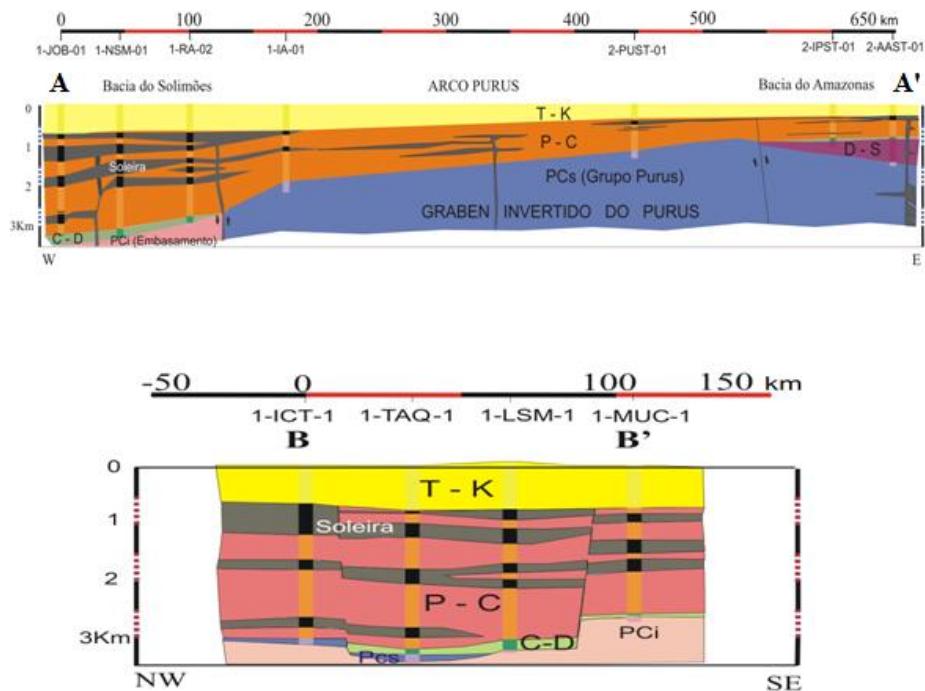 0 100 200 300 400 500 650 km
1-JOB-01 1-NSM-01 1-RA-02 1-IA-01 2-PUST-01 2-IPST-01 2-AAST-01
A Bacia do Solimões ARCO PURUS Bacia do Amazonas A'
0
T - K
1 P - C
D - S
Soleira
PCs (Grupo Purus)
2
GRABEN INVERTIDO DO PURUS
3Km
C - D PCi (Embasamento)
W E
-50 0 100 150 km
1-ICT-1 1-TAQ-1 1-LSM-1 1-MUC-1
B B’
0
T - K
1
Soleira
2
P - C
3Km C-D PCi
Pcs
NW SE